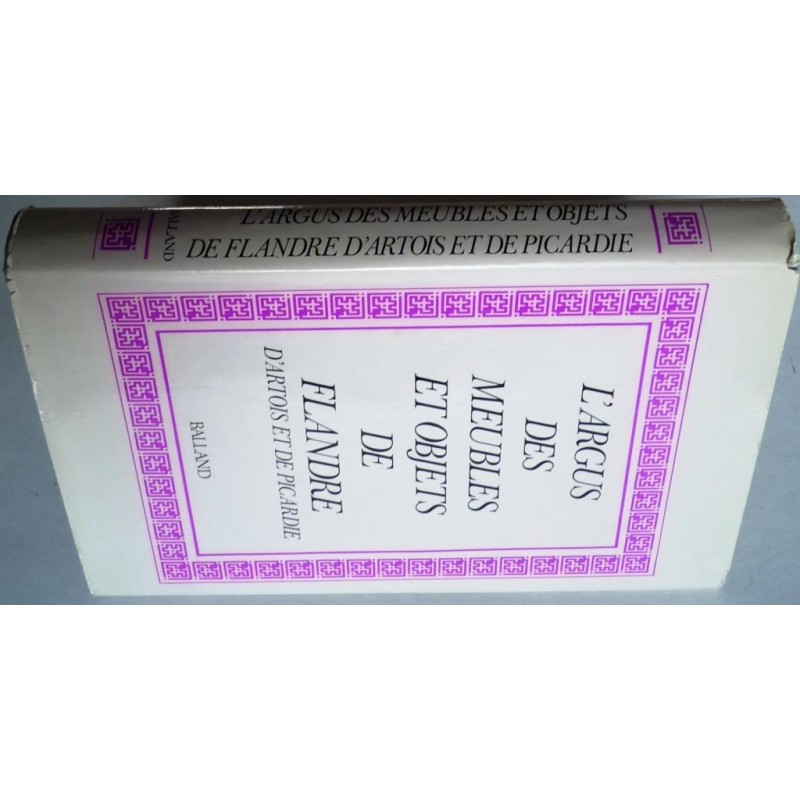 L'ARGUS DES MEUBLES ET OBJETS
DE FLANDRE D'ARTOIS ET DE PICARDIE
BALLAND
L'ARGUS
DES
MEUBLES
ET OBJETS
DE
FLANDRE
D'ARTOIS ET DE PICARDIE
BALLAND